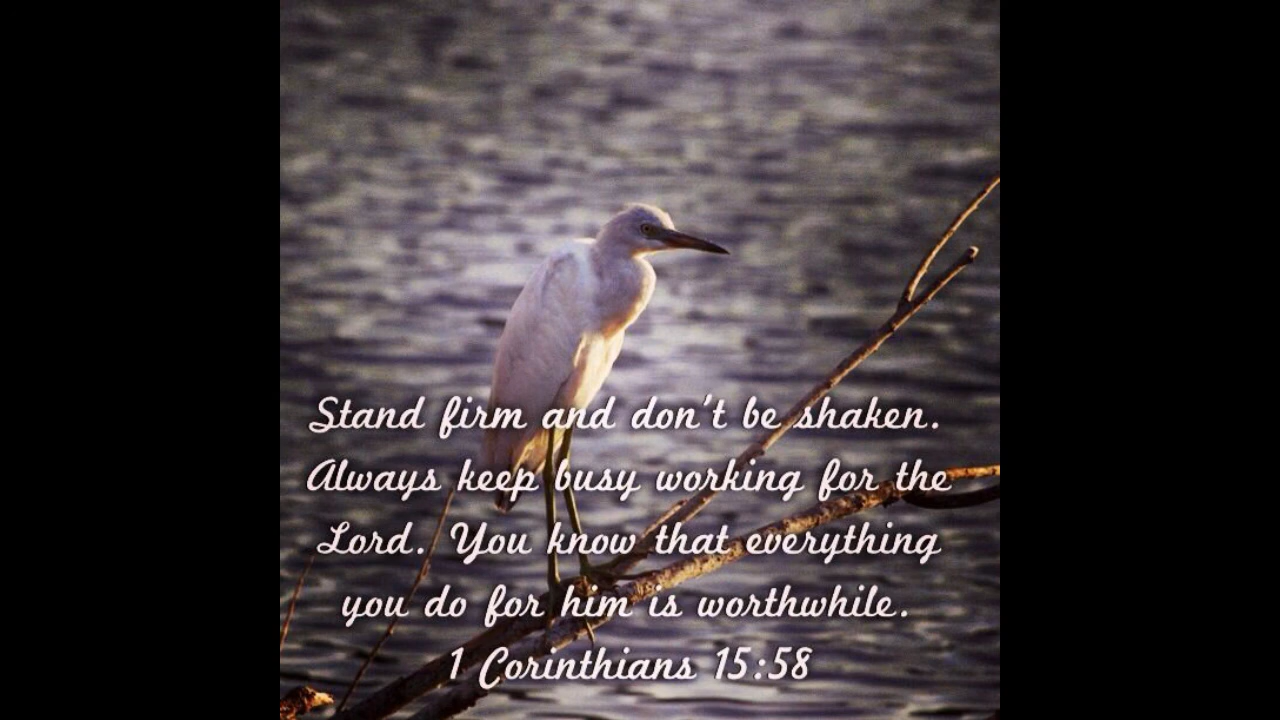 Stand firm and don't be shaken.
Always keep busy working for the
Lord. You know that everything
you do for him is worthwhile.
1 Corinthians 15:58